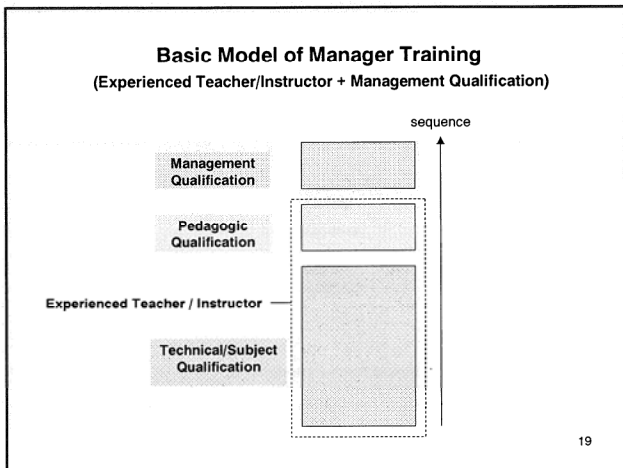 Basic Model of Manager Training
(Experienced Teacher/Instructor + Management Qualification)
sequence
Management
Qualification
Pedagogic
Qualification
Experienced Teacher / Instructor
Technical/Subject
Qualification
19